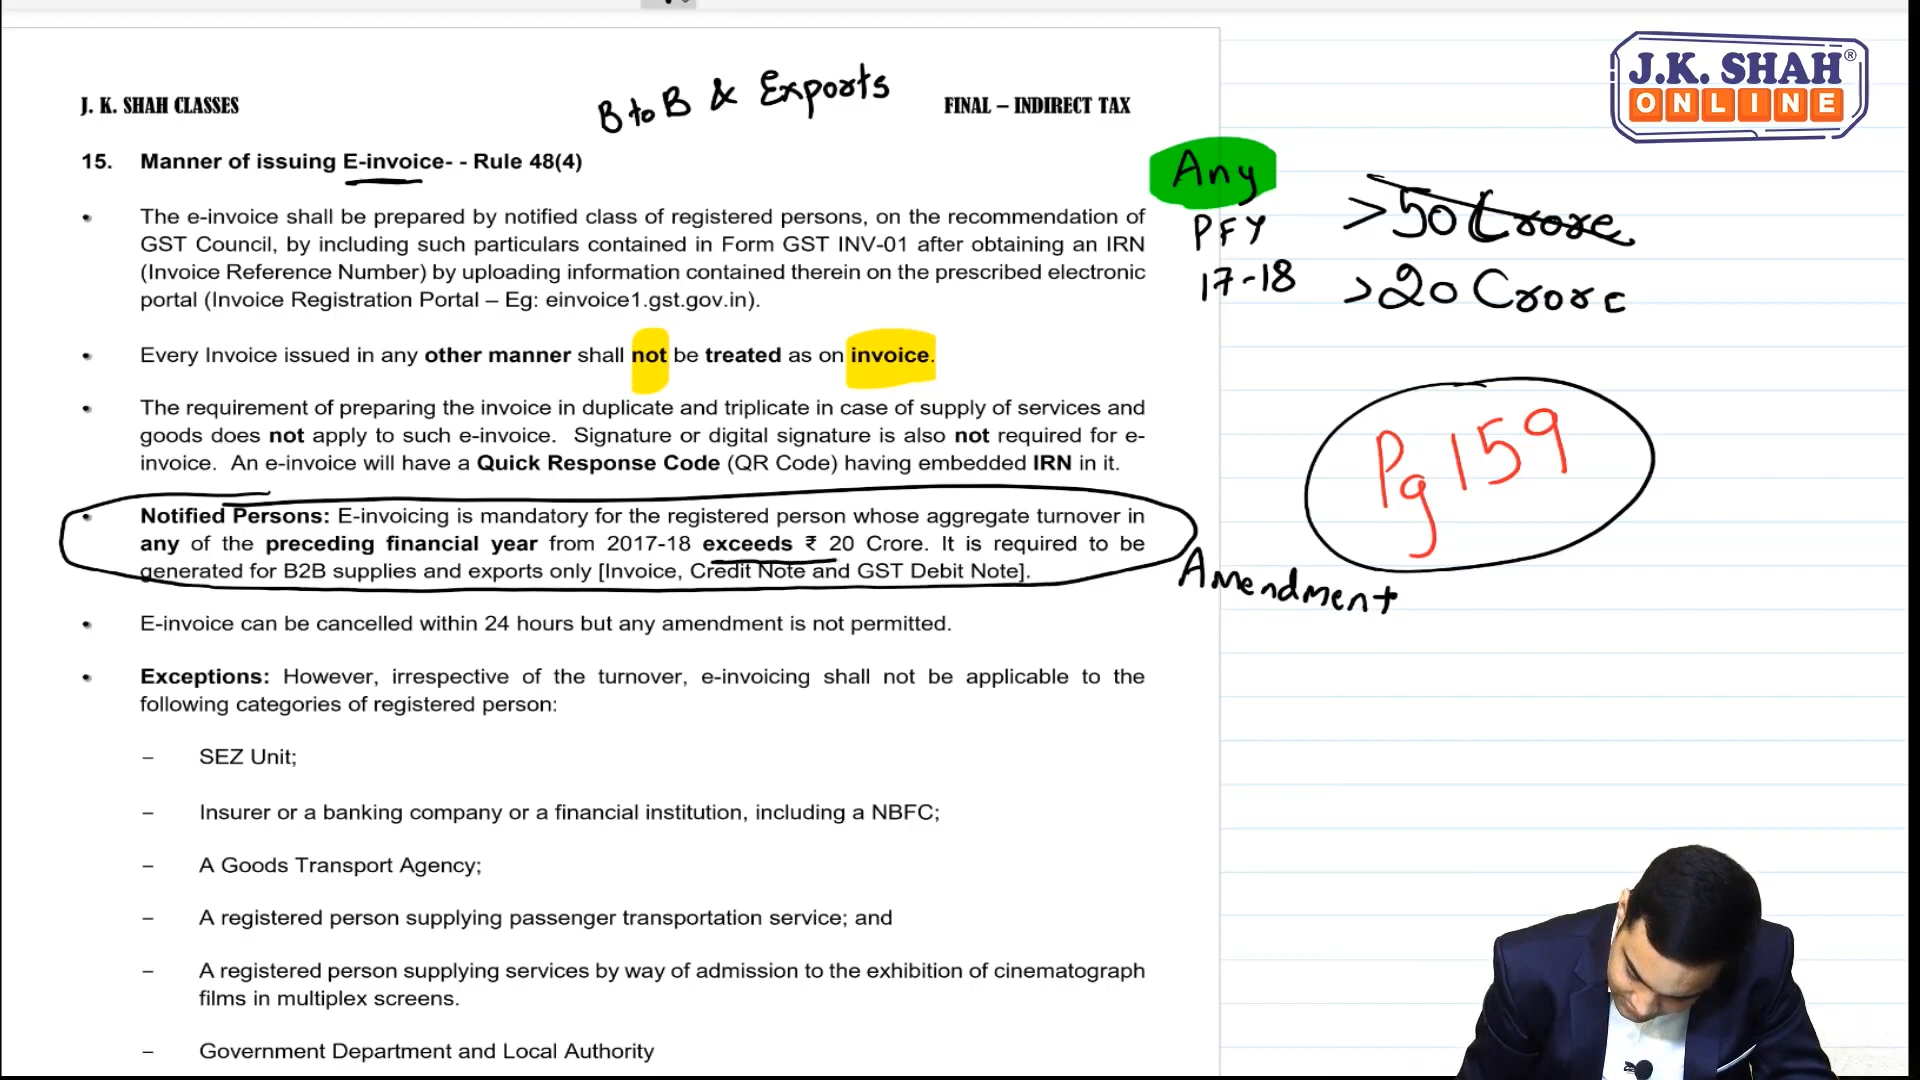 J.K. SHAH®
ONLINE
B to B & Exports
J. K. SHAH CLASSES
FINAL – INDIRECT TAX
15. Manner of issuing E-invoice- - Rule 48(4)
Any
PFY
17-18
>50 Crore
>20 Crore
• The e-invoice shall be prepared by notified class of registered persons, on the recommendation of
GST Council, by including such particulars contained in Form GST INV-01 after obtaining an IRN
(Invoice Reference Number) by uploading information contained therein on the prescribed electronic
portal (Invoice Registration Portal – Eg: einvoice1.gst.gov.in).
• Every Invoice issued in any other manner shall not be treated as on invoice.
• The requirement of preparing the invoice in duplicate and triplicate in case of supply of services and
goods does not apply to such e-invoice. Signature or digital signature is also not required for e-
invoice. An e-invoice will have a Quick Response Code (QR Code) having embedded IRN in it.
Pg 159
• Notified Persons: E-invoicing is mandatory for the registered person whose aggregate turnover in
any of the preceding financial year from 2017-18 exceeds ₹ 20 Crore. It is required to be
generated for B2B supplies and exports only [Invoice, Credit Note and GST Debit Note].
Amendment
• E-invoice can be cancelled within 24 hours but any amendment is not permitted.
• Exceptions: However, irrespective of the turnover, e-invoicing shall not be applicable to the
following categories of registered person:
– SEZ Unit;
– Insurer or a banking company or a financial institution, including a NBFC;
– A Goods Transport Agency;
– A registered person supplying passenger transportation service; and
– A registered person supplying services by way of admission to the exhibition of cinematograph
films in multiplex screens.
– Government Department and Local Authority